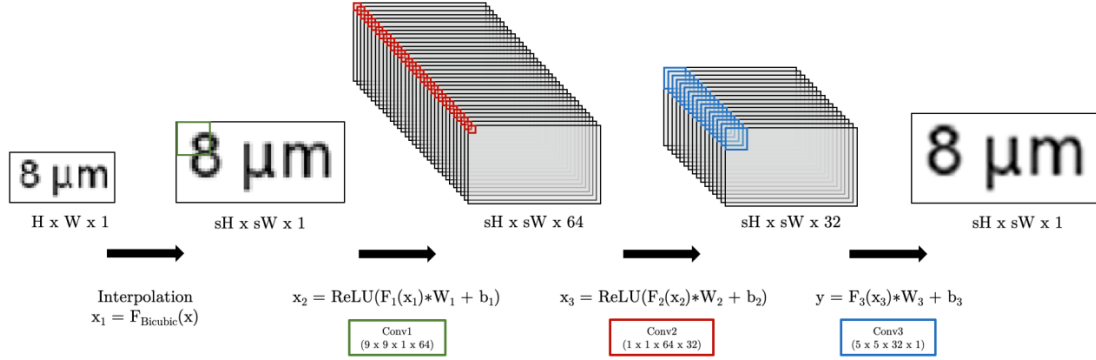 8 μm
H x W x 1
8 μm
sH x sW x 1
sH x sW x 64
sH x sW x 32
8 μm
sH x sW x 1
Interpolation
x₁ = F_Bicubic(x)
x₂ = ReLU(F₁(x₁)*W₁ + b₁)
Conv1
(9 x 9 x 1 x 64)
x₃ = ReLU(F₂(x₂)*W₂ + b₂)
Conv2
(1 x 1 x 64 x 32)
y = F₃(x₃)*W₃ + b₃
Conv3
(5 x 5 x 32 x 1)